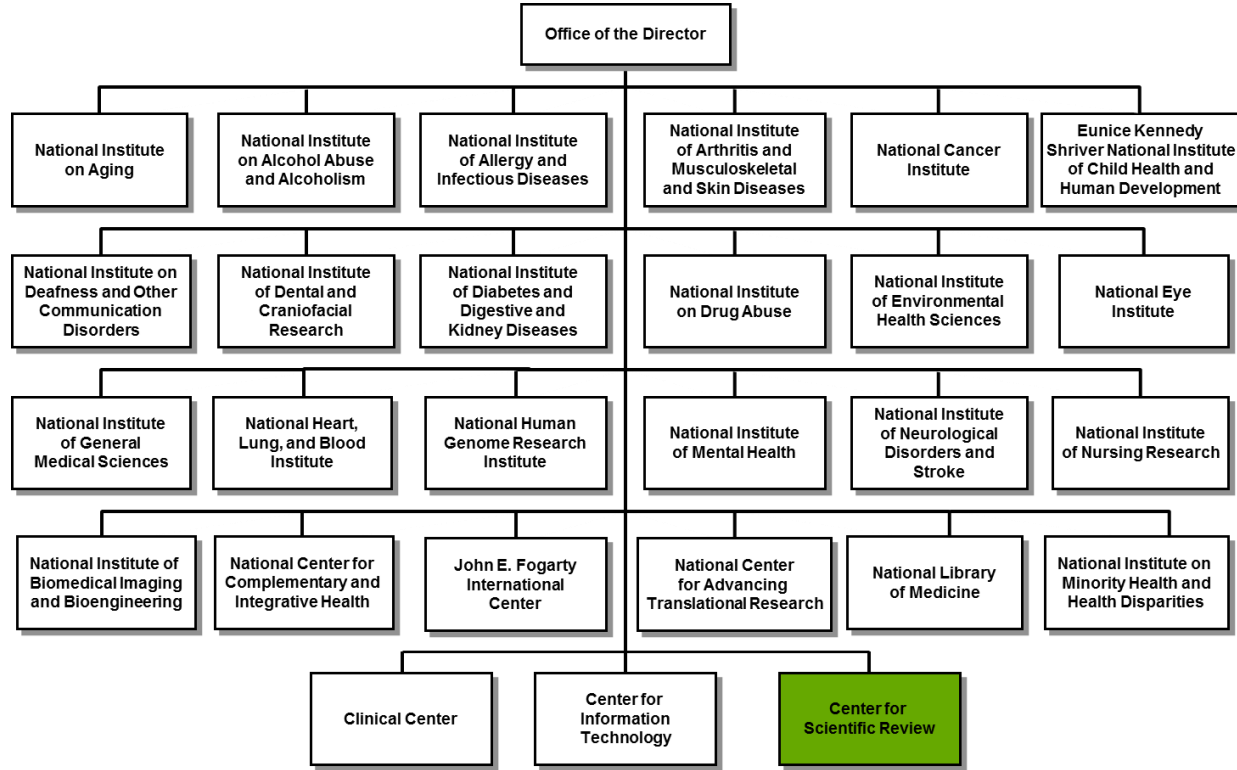 Office of the Director
National Institute
on Aging
National Institute
on Alcohol Abuse
and Alcoholism
National Institute
of Allergy and
Infectious Diseases
National Institute
of Arthritis and
Musculoskeletal
and Skin Diseases
National Cancer
Institute
Eunice Kennedy
Shriver National Institute
of Child Health and
Human Development
National Institute on
Deafness and Other
Communication
Disorders
National Institute
of Dental and
Craniofacial
Research
National Institute
of Diabetes and
Digestive and
Kidney Diseases
National Institute
on Drug Abuse
National Institute
of Environmental
Health Sciences
National Eye
Institute
National Institute
of General
Medical Sciences
National Heart,
Lung, and Blood
Institute
National Human
Genome Research
Institute
National Institute
of Mental Health
National Institute
of Neurological
Disorders and
Stroke
National Institute
of Nursing Research
National Institute of
Biomedical Imaging
and Bioengineering
National Center for
Complementary and
Integrative Health
John E. Fogarty
International
Center
National Center
for Advancing
Translational Research
National Library
of Medicine
National Institute on
Minority Health and
Health Disparities
Clinical Center
Center for
Information
Technology
Center for
Scientific Review